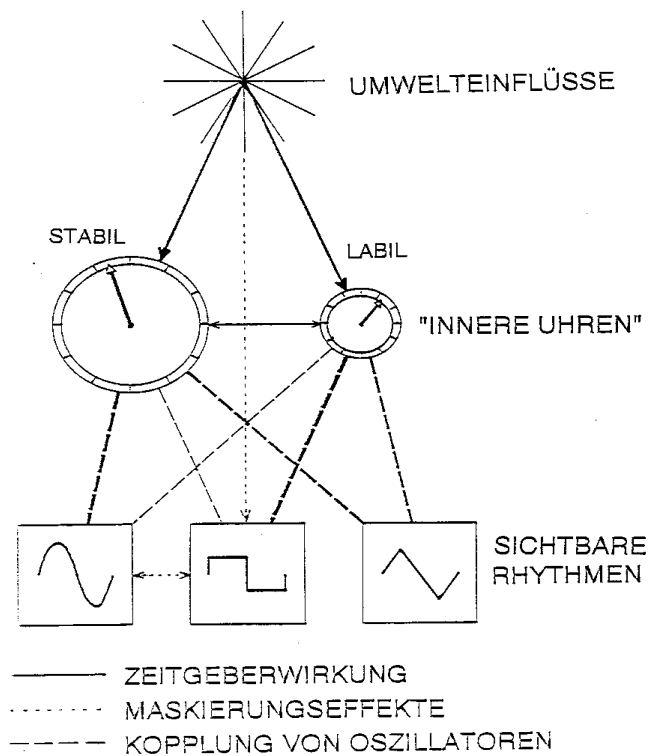 UMWELTEINFLÜSSE
STABIL
LABIL
"INNERE UHREN"
SICHTBARE
RHYTHMEN
ZEITGEBERWIRKUNG
MASKIERUNGSEFFEKTE
KOPPLUNG VON OSZILLATOREN